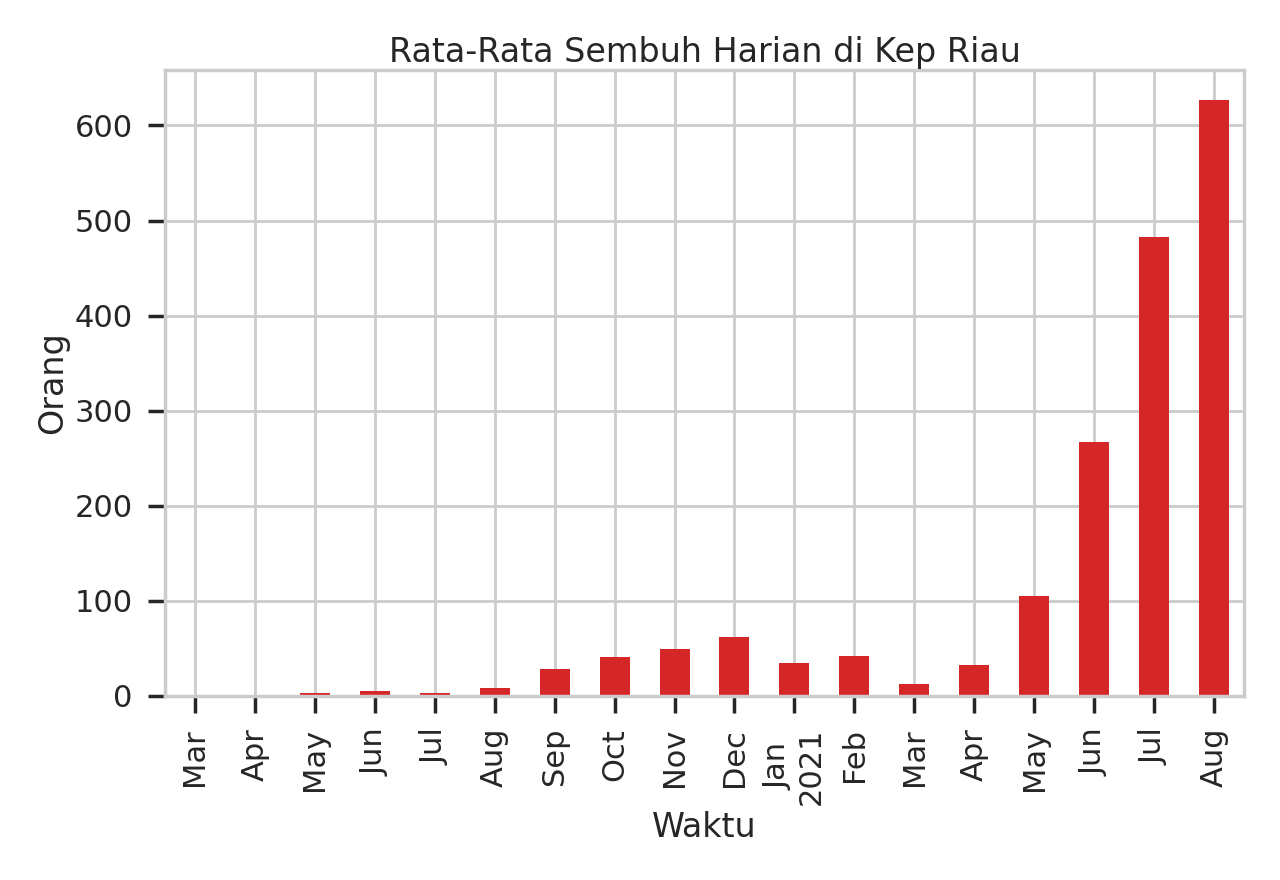 Rata-Rata Sembuh Harian di Kep Riau
600
500
400
300
200
100
0
Orang
Mar
Apr
May
Jun
Jul
Aug
Sep
Oct
Nov
Dec
Jan
2021
Feb
Mar
Apr
May
Jun
Jul
Aug
Waktu